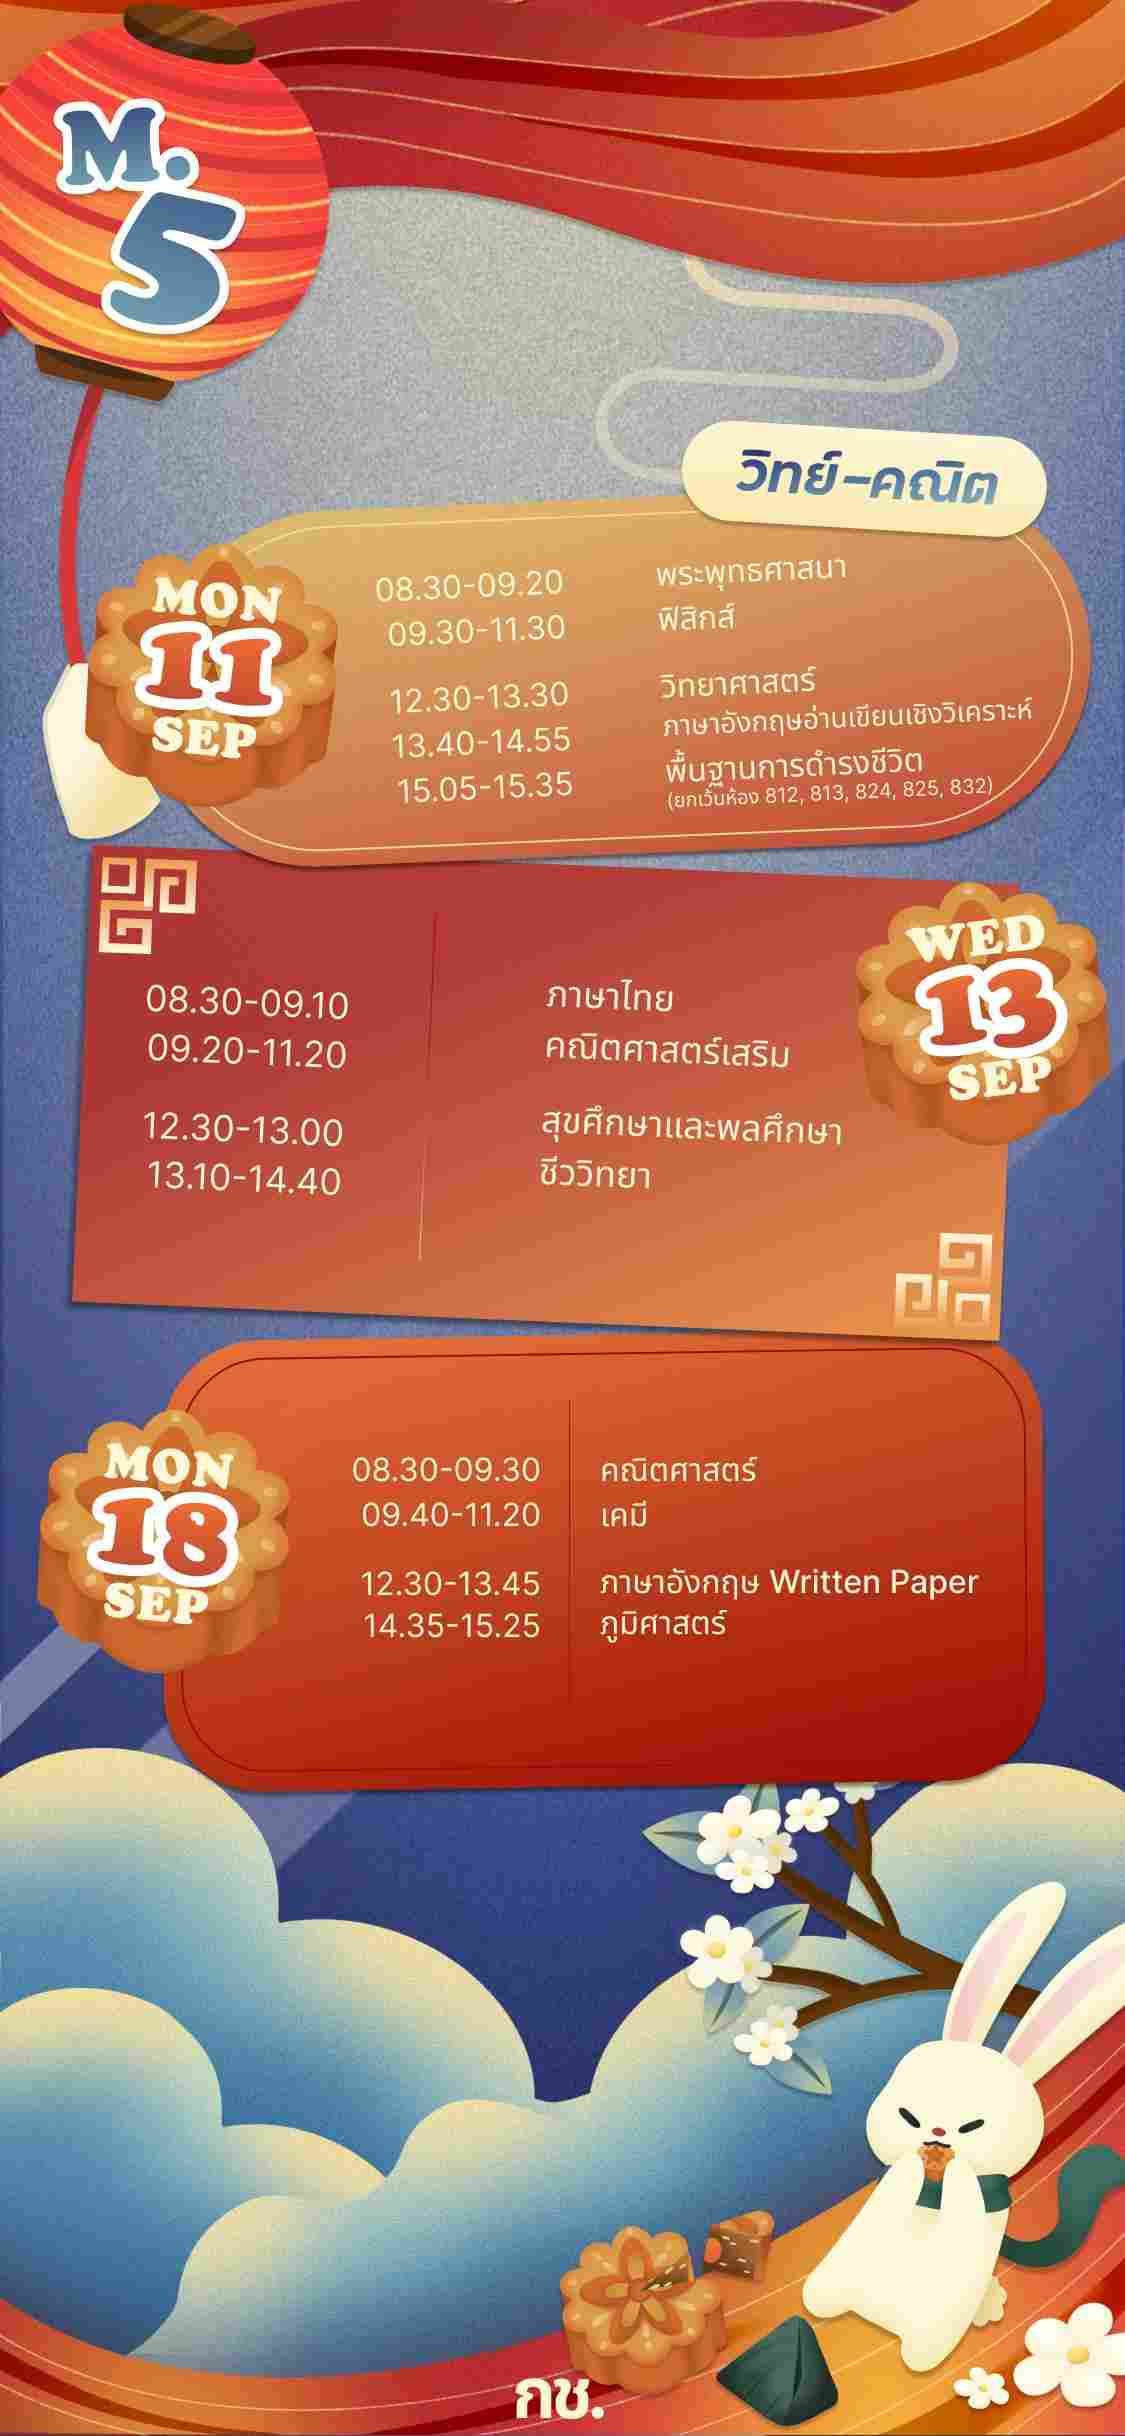 M.
5
วิทย์-คณิต
MON
11
SEP
08.30-09.20 พระพุทธศาสนา
09.30-11.30 ฟิสิกส์
12.30-13.30 วิทยาศาสตร์
13.40-14.55 ภาษาอังกฤษอ่านเขียนเชิงวิเคราะห์
15.05-15.35 พื้นฐานการดำรงชีวิต
(ยกเว้นห้อง 812, 813, 824, 825, 832)
WED
13
SEP
08.30-09.10 ภาษาไทย
09.20-11.20 คณิตศาสตร์เสริม
12.30-13.00 สุขศึกษาและพลศึกษา
13.10-14.40 ชีววิทยา
MON
18
SEP
08.30-09.30 คณิตศาสตร์
09.40-11.20 เคมี
12.30-13.45 ภาษาอังกฤษ Written Paper
14.35-15.25 ภูมิศาสตร์
กช.